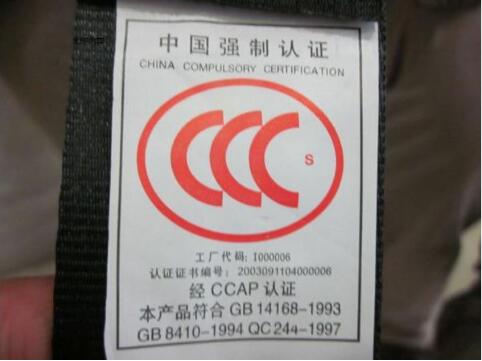 中国强制认证
CHINA COMPULSORY CERTIFICATION
CCC S
工厂代码: I000006
认证证书编号: 2003091104000006
经 CCAP 认证
本产品符合 GB 14168-1993
GB 8410-1994 QC 244-1997